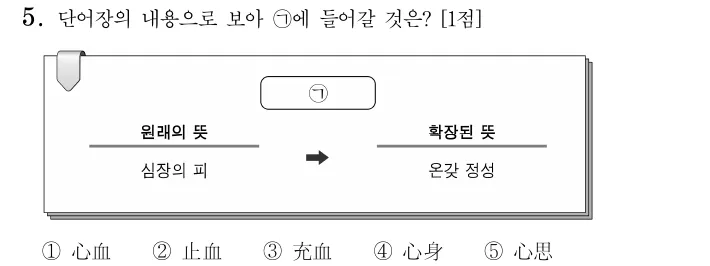 5. 단어장의 내용으로 보아 ㉠에 들어갈 것은? [1점]
㉠
원래의 뜻 확장된 뜻
심장의 피 ➡ 온갖 정성
① 心血 ② 止血 ③ 充血 ④ 心身 ⑤ 心思